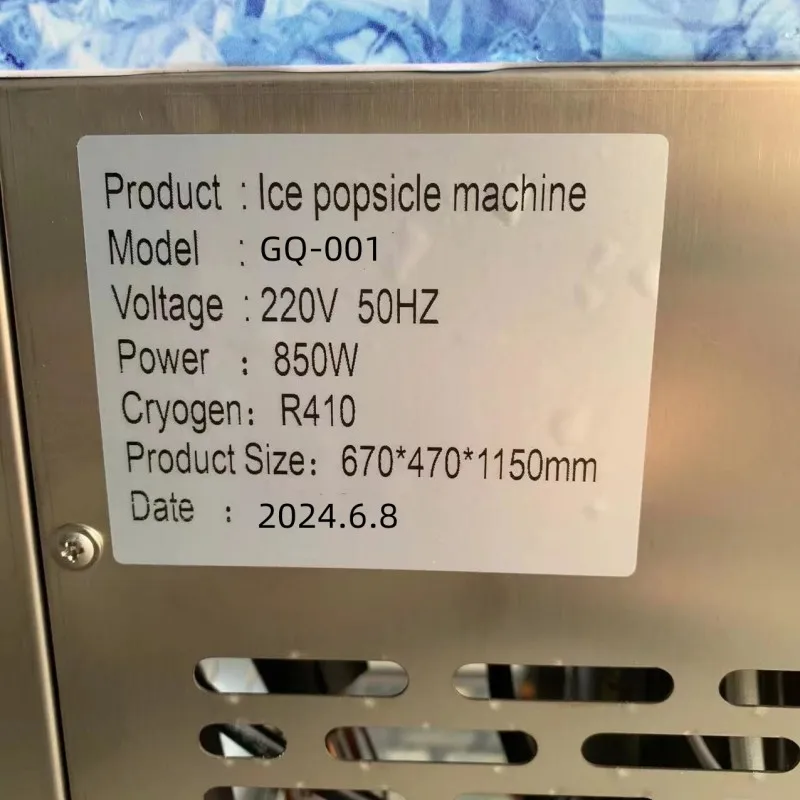 Product : Ice popsicle machine
Model : GQ-001
Voltage : 220V 50HZ
Power : 850W
Cryogen: R410
Product Size: 670*470*1150mm
Date : 2024.6.8